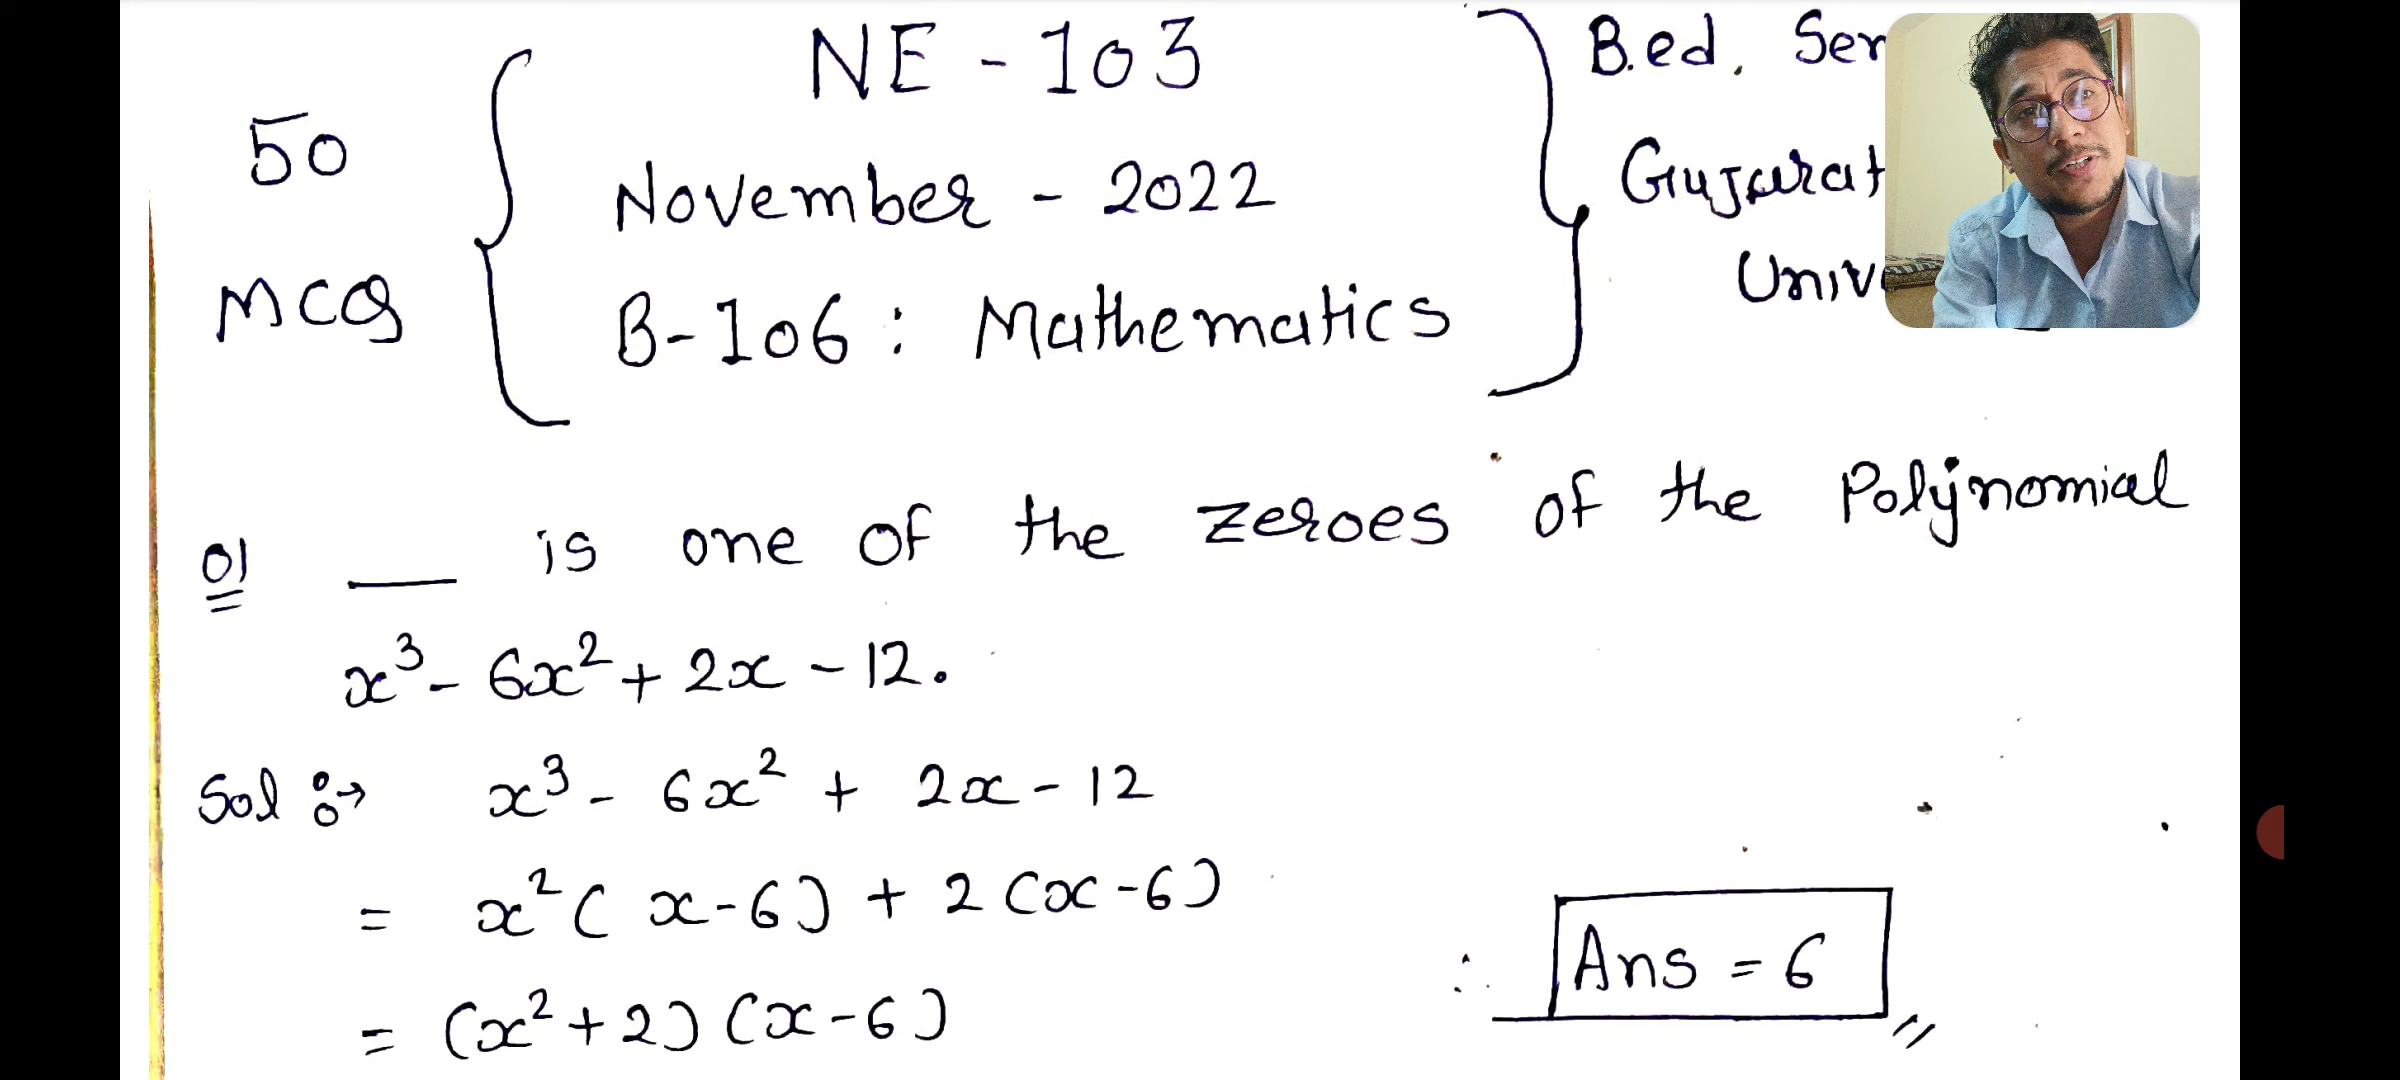 50
MCQ
NE - 103
November - 2022
B-106 : Mathematics
B.ed. Sem
Gujarat
Unive
01 ___ is one of the zeroes of the Polynomial
x³ - 6x² + 2x - 12.
Sol :→ x³ - 6x² + 2x - 12
= x² ( x-6) + 2 (x-6)
= (x² + 2) (x-6)
∴ Ans = 6